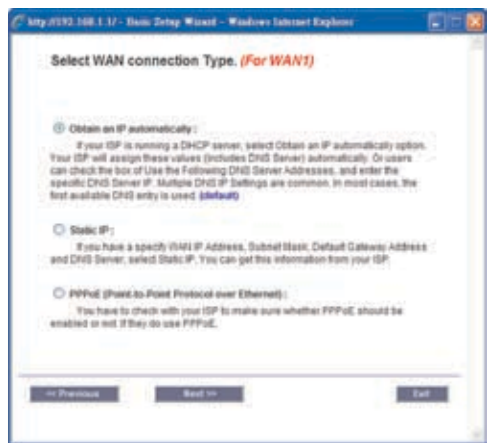 http://192.168.1.1/ - Basic Setup Wizard - Windows Internet Explorer
Select WAN connection Type. (For WAN1)
Obtain an IP automatically :
If your ISP is running a DHCP server, select Obtain an IP automatically option.
Your ISP will assign these values (includes DNS Server) automatically. Or users
can check the box of Use the Following DNS Server Addresses, and enter the
specific DNS Server IP. Multiple DNS IP Settings are common. In most cases, the
first available DNS entry is used. (default)
Static IP :
If you have a specify WAN IP Address, Subnet Mask, Default Gateway Address
and DNS Server, select Static IP. You can get this information from your ISP.
PPPoE (Point-to-Point Protocol over Ethernet) :
You have to check with your ISP to make sure whether PPPoE should be
enabled or not. If they do use PPPoE.
<< Previous Next >> Exit